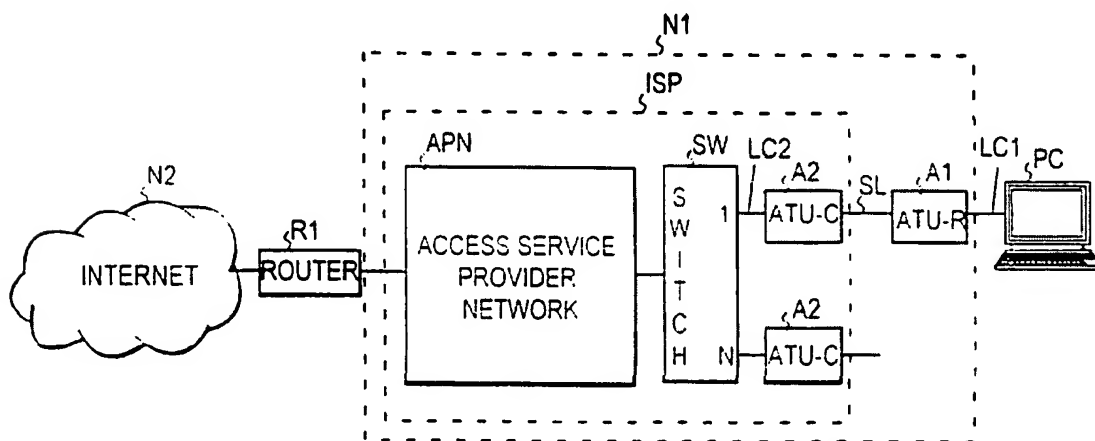 N1
ISP
APN
SW
LC2
A2
SL
A1
LC1
PC
N2
R1
INTERNET
ROUTER
ACCESS SERVICE
PROVIDER
NETWORK
SWITCH
1
ATU-C
ATU-R
A2
N
ATU-C